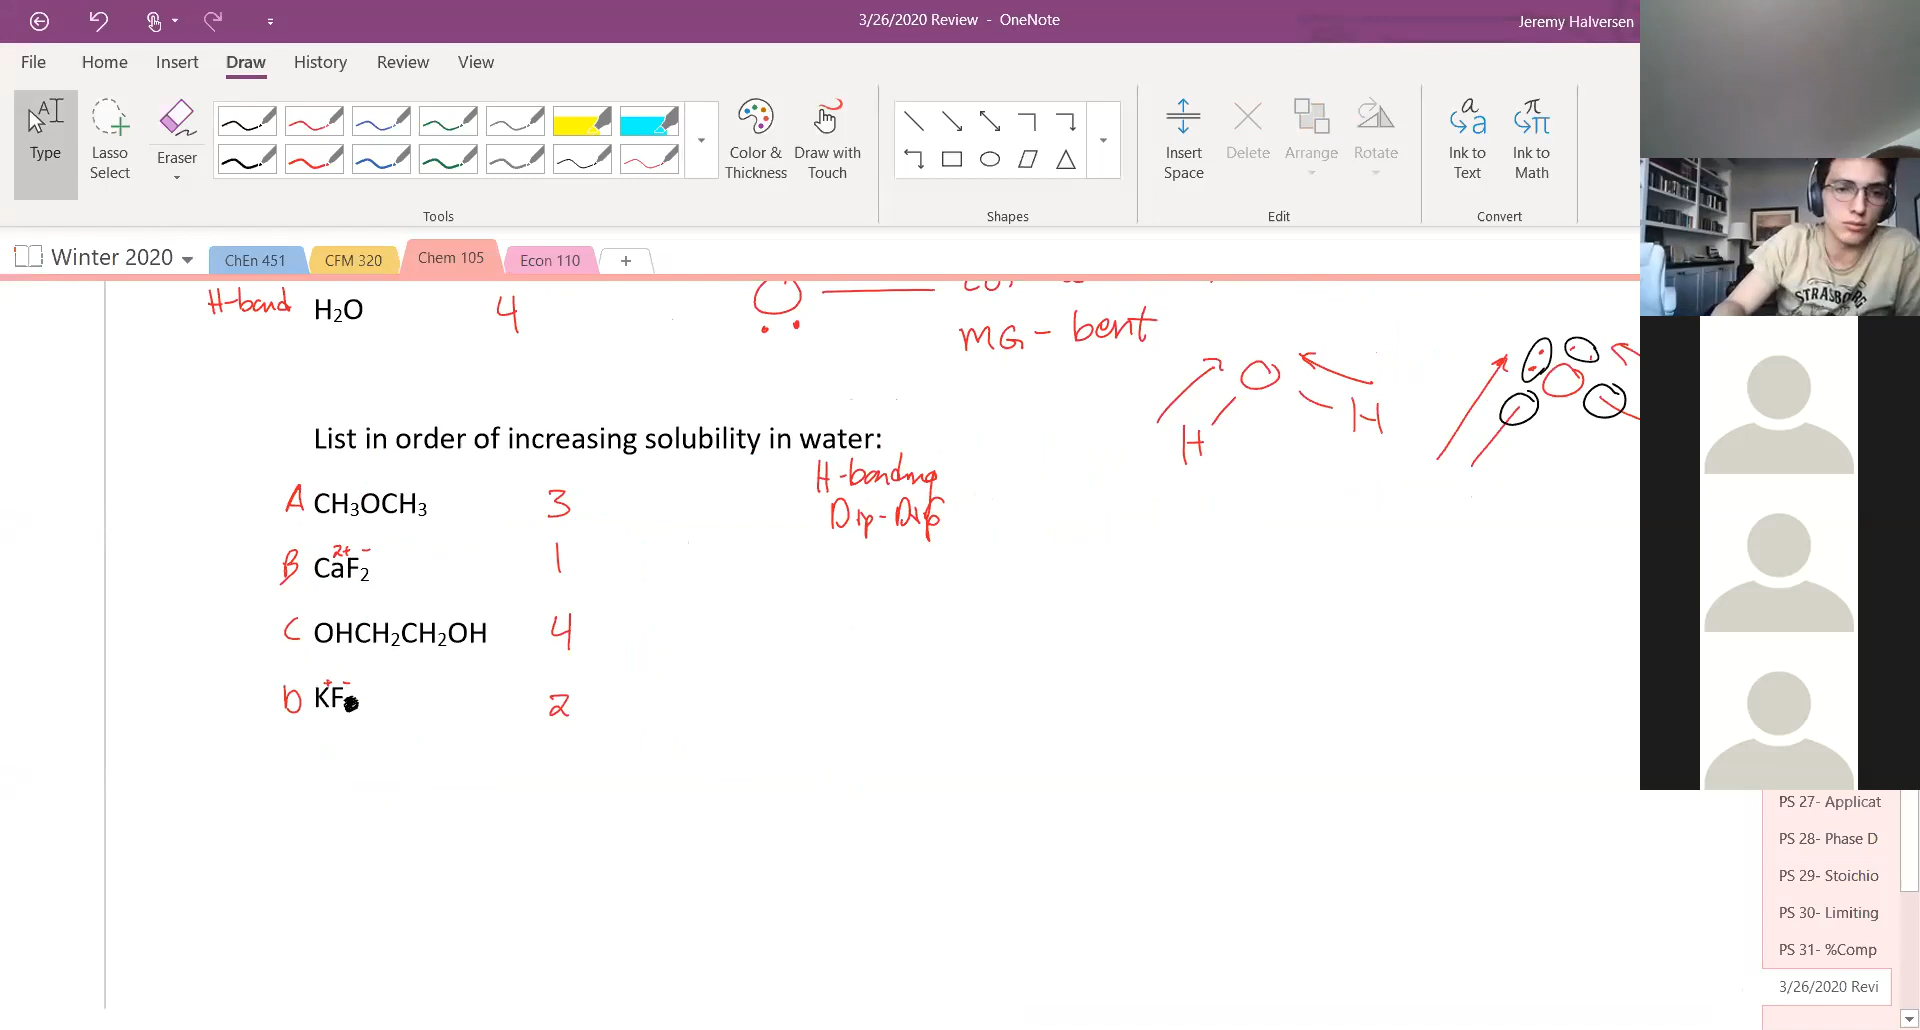 3/26/2020 Review - OneNote
Jeremy Halversen
File Home Insert Draw History Review View
Type
Lasso Select
Eraser
Color & Thickness
Draw with Touch
Insert Space
Delete
Arrange
Rotate
Ink to Text
Ink to Math
Tools
Shapes
Edit
Convert
Winter 2020
ChEn 451
CFM 320
Chem 105
Econ 110
H-bond H₂O 4
MG - bent
H O H
List in order of increasing solubility in water:
H-bonding
Dip-Dip
A CH₃OCH₃ 3
2+ -
B CaF₂ 1
C OHCH₂CH₂OH 4
+ -
D KF 2
STRASBORG
PS 27- Applicat
PS 28- Phase D
PS 29- Stoichio
PS 30- Limiting
PS 31- %Comp
3/26/2020 Revi